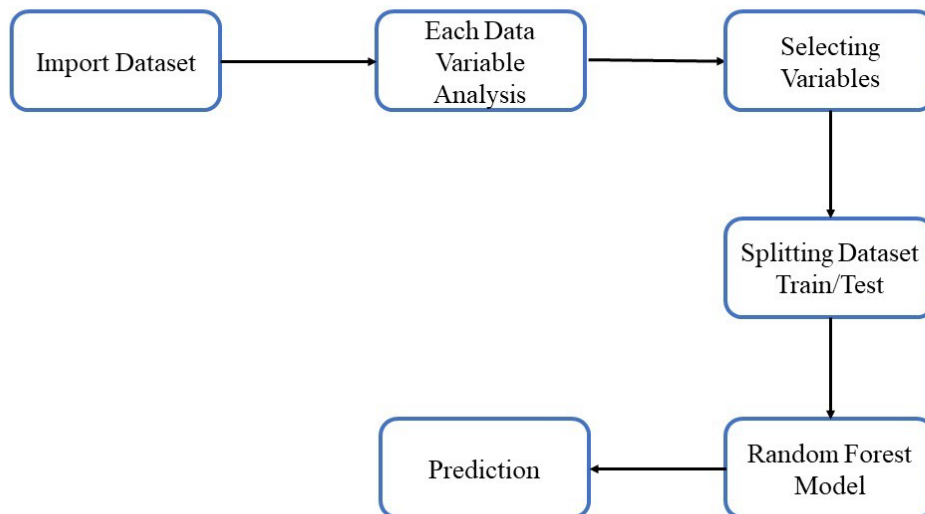 Import Dataset
Each Data
Variable
Analysis
Selecting
Variables
Splitting Dataset
Train/Test
Random Forest
Model
Prediction